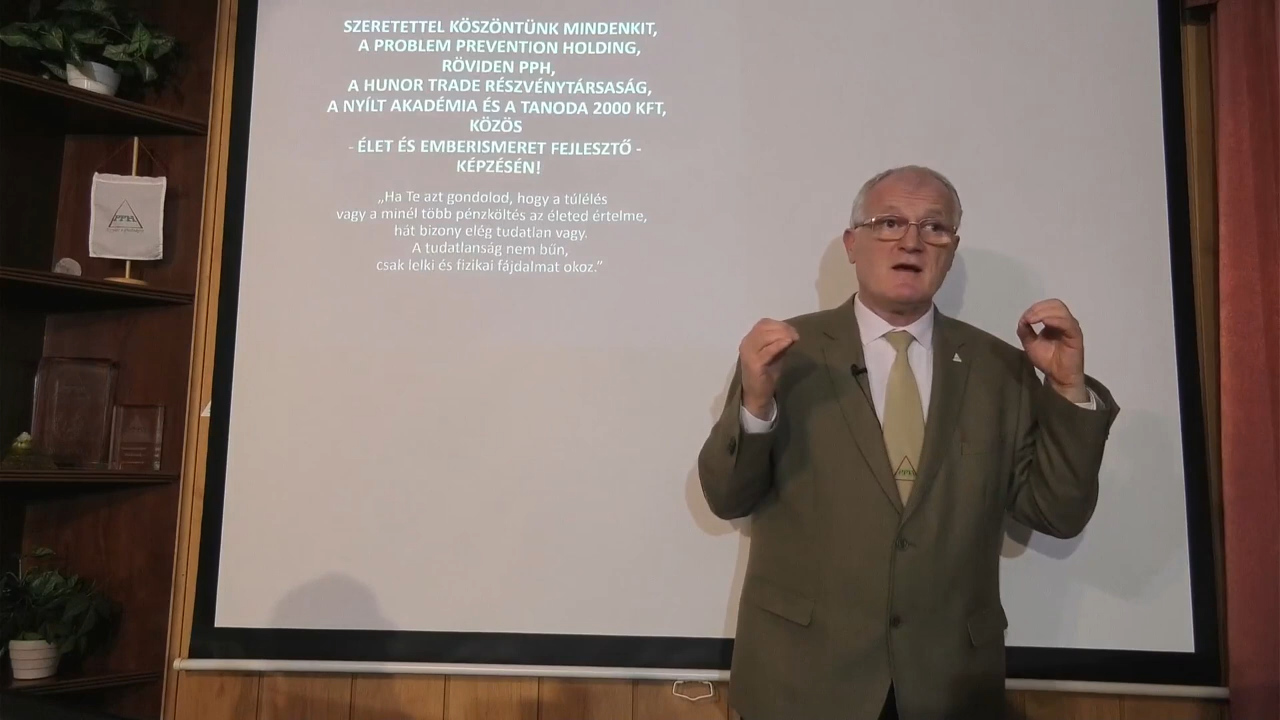 SZERETETTEL KÖSZÖNTÜNK MINDENKIT,
A PROBLEM PREVENTION HOLDING,
RÖVIDEN PPH,
A HUNOR TRADE RÉSZVÉNYTÁRSASÁG,
A NYÍLT AKADÉMIA ÉS A TANODA 2000 KFT,
KÖZÖS
- ÉLET ÉS EMBERISMERET FEJLESZTŐ -
KÉPZÉSÉN!
„Ha Te azt gondolod, hogy a túlélés
vagy a minél több pénzköltés az életed értelme,
hát bizony elég tudatlan vagy.
A tudatlanság nem bűn,
csak lelki és fizikai fájdalmat okoz.”
PPH
PPH